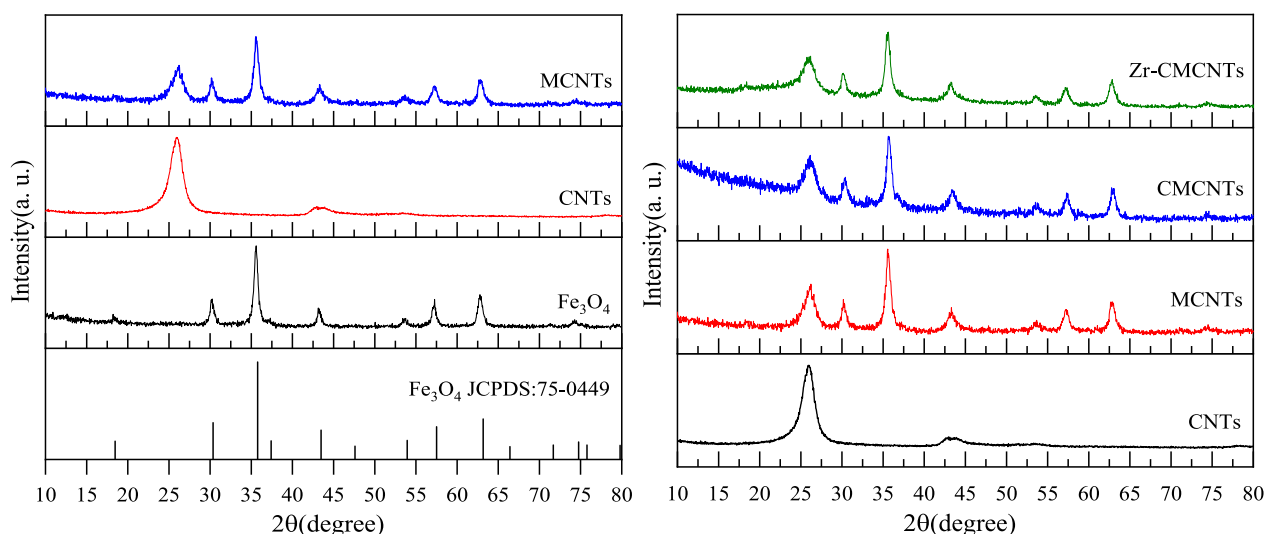 MCNTs
CNTs
Fe₃O₄
Fe₃O₄ JCPDS:75-0449
Intensity(a. u.)
10 15 20 25 30 35 40 45 50 55 60 65 70 75 80
2θ(degree)
Zr-CMCNTs
CMCNTs
MCNTs
CNTs
Intensity(a. u.)
10 15 20 25 30 35 40 45 50 55 60 65 70 75 80
2θ(degree)